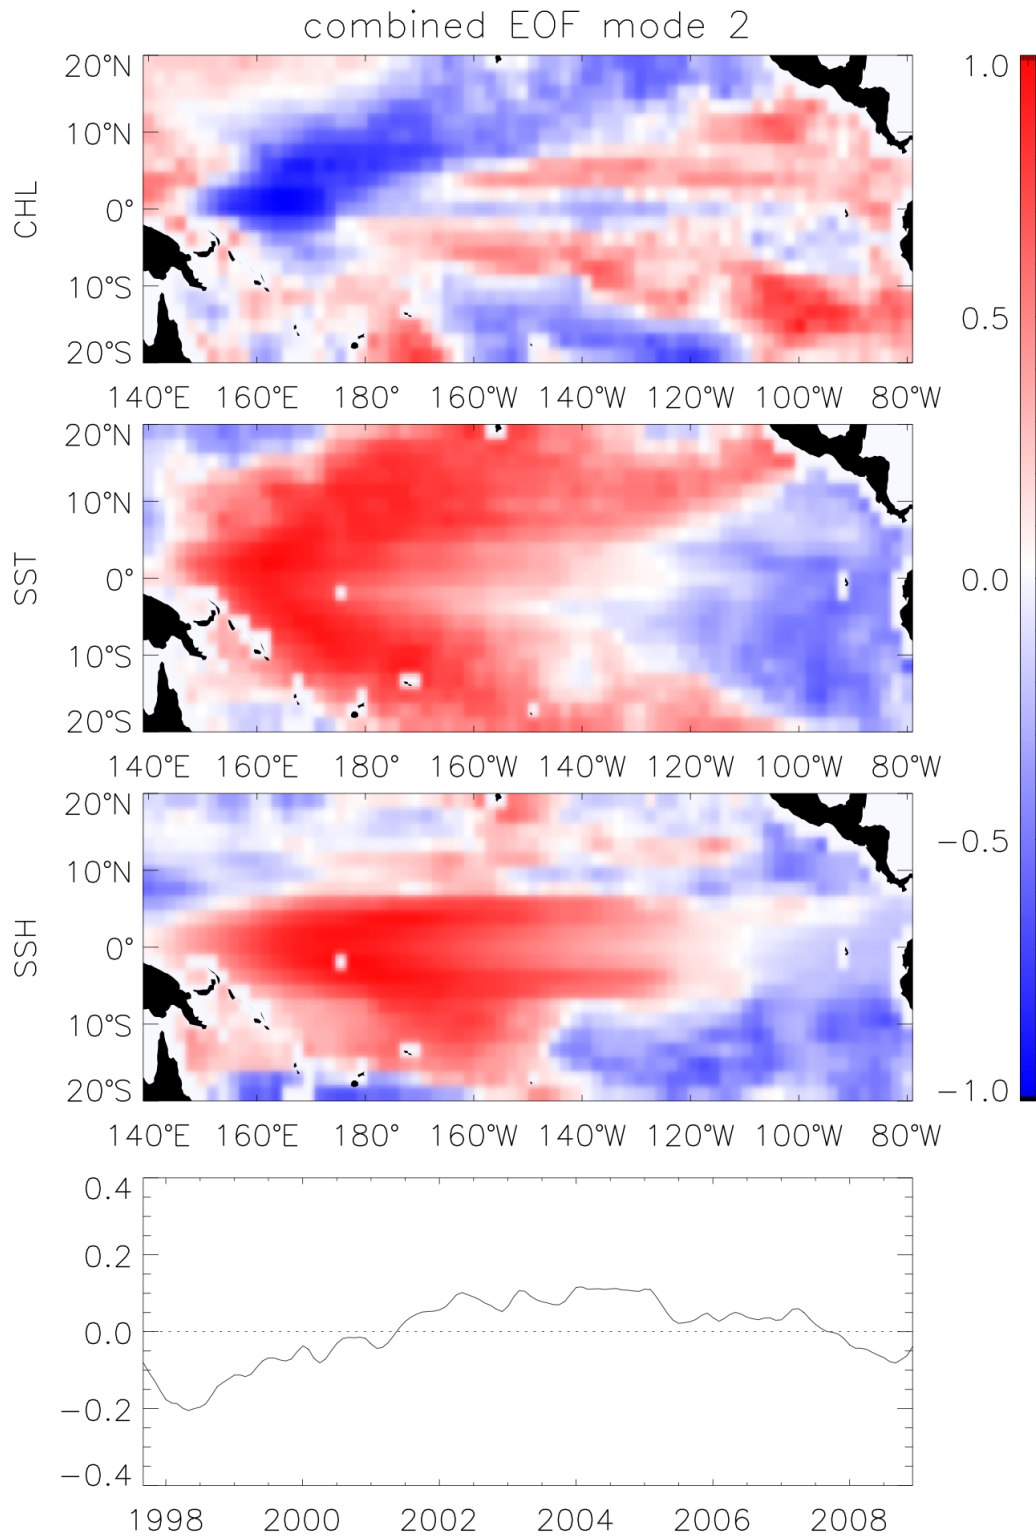 combined EOF mode 2
CHL
20°N
10°N
0°
10°S
20°S
140°E 160°E 180° 160°W 140°W 120°W 100°W 80°W
SST
20°N
10°N
0°
10°S
20°S
140°E 160°E 180° 160°W 140°W 120°W 100°W 80°W
SSH
20°N
10°N
0°
10°S
20°S
140°E 160°E 180° 160°W 140°W 120°W 100°W 80°W
1.0
0.5
0.0
−0.5
−1.0
0.4
0.2
0.0
−0.2
−0.4
1998 2000 2002 2004 2006 2008